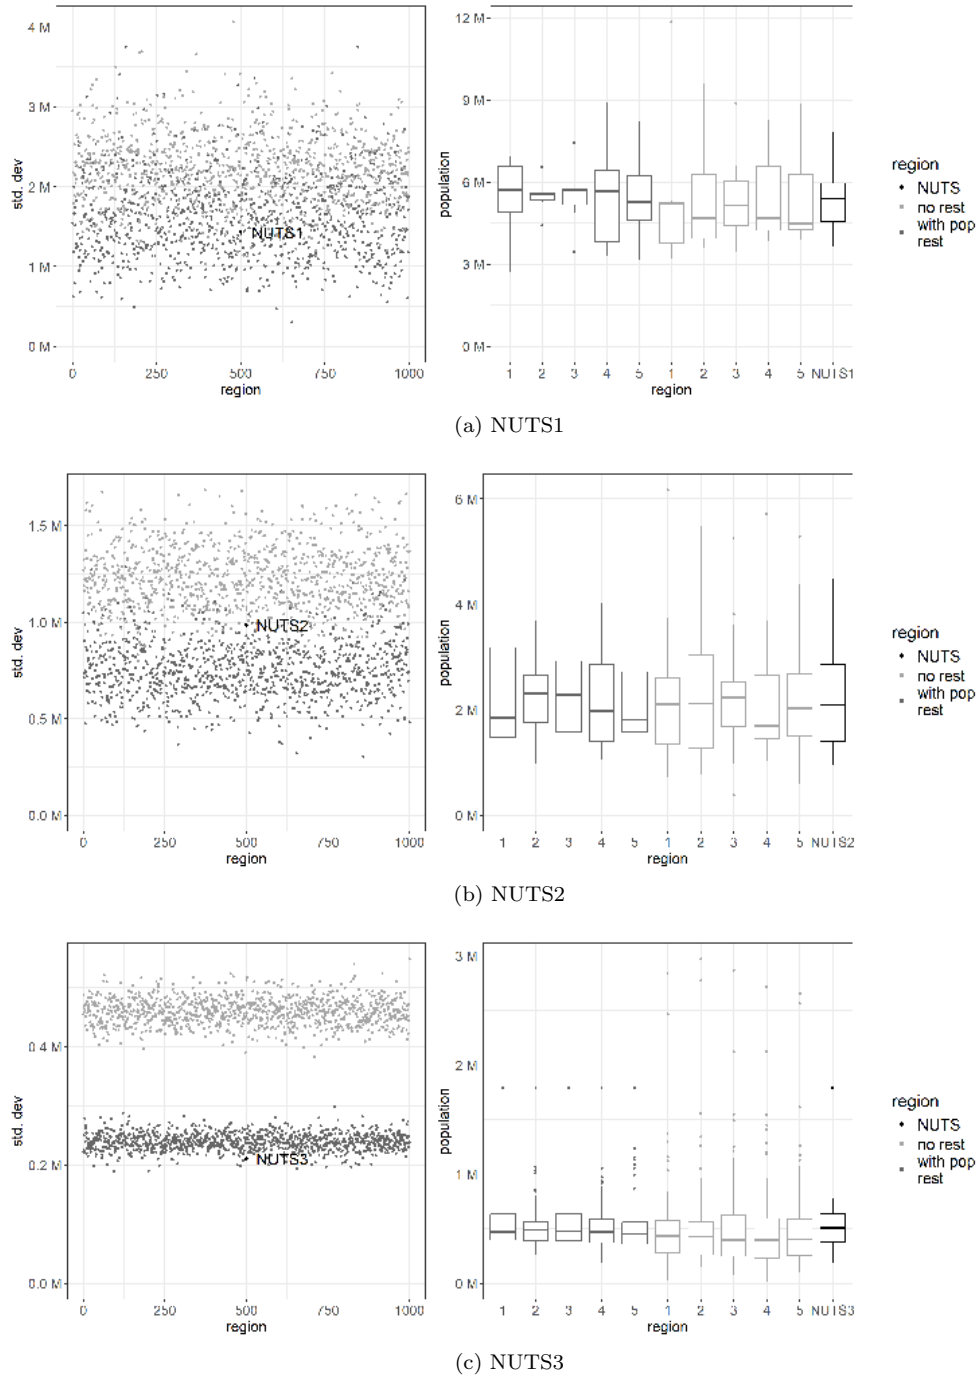 4 M
3 M
2 M
1 M
0 M
std. dev
NUTS1
0 250 500 750 1000
region
12 M
9 M
6 M
3 M
0 M
population
1 2 3 4 5 1 2 3 4 5 NUTS1
region
region
NUTS
no rest
with pop
rest
(a) NUTS1
1.5 M
1.0 M
0.5 M
0.0 M
std. dev
NUTS2
0 250 500 750 1000
region
6 M
4 M
2 M
0 M
population
1 2 3 4 5 1 2 3 4 5 NUTS2
region
region
NUTS
no rest
with pop
rest
(b) NUTS2
0.4 M
0.2 M
0.0 M
std. dev
NUTS3
0 250 500 750 1000
region
3 M
2 M
1 M
0 M
population
1 2 3 4 5 1 2 3 4 5 NUTS3
region
region
NUTS
no rest
with pop
rest
(c) NUTS3